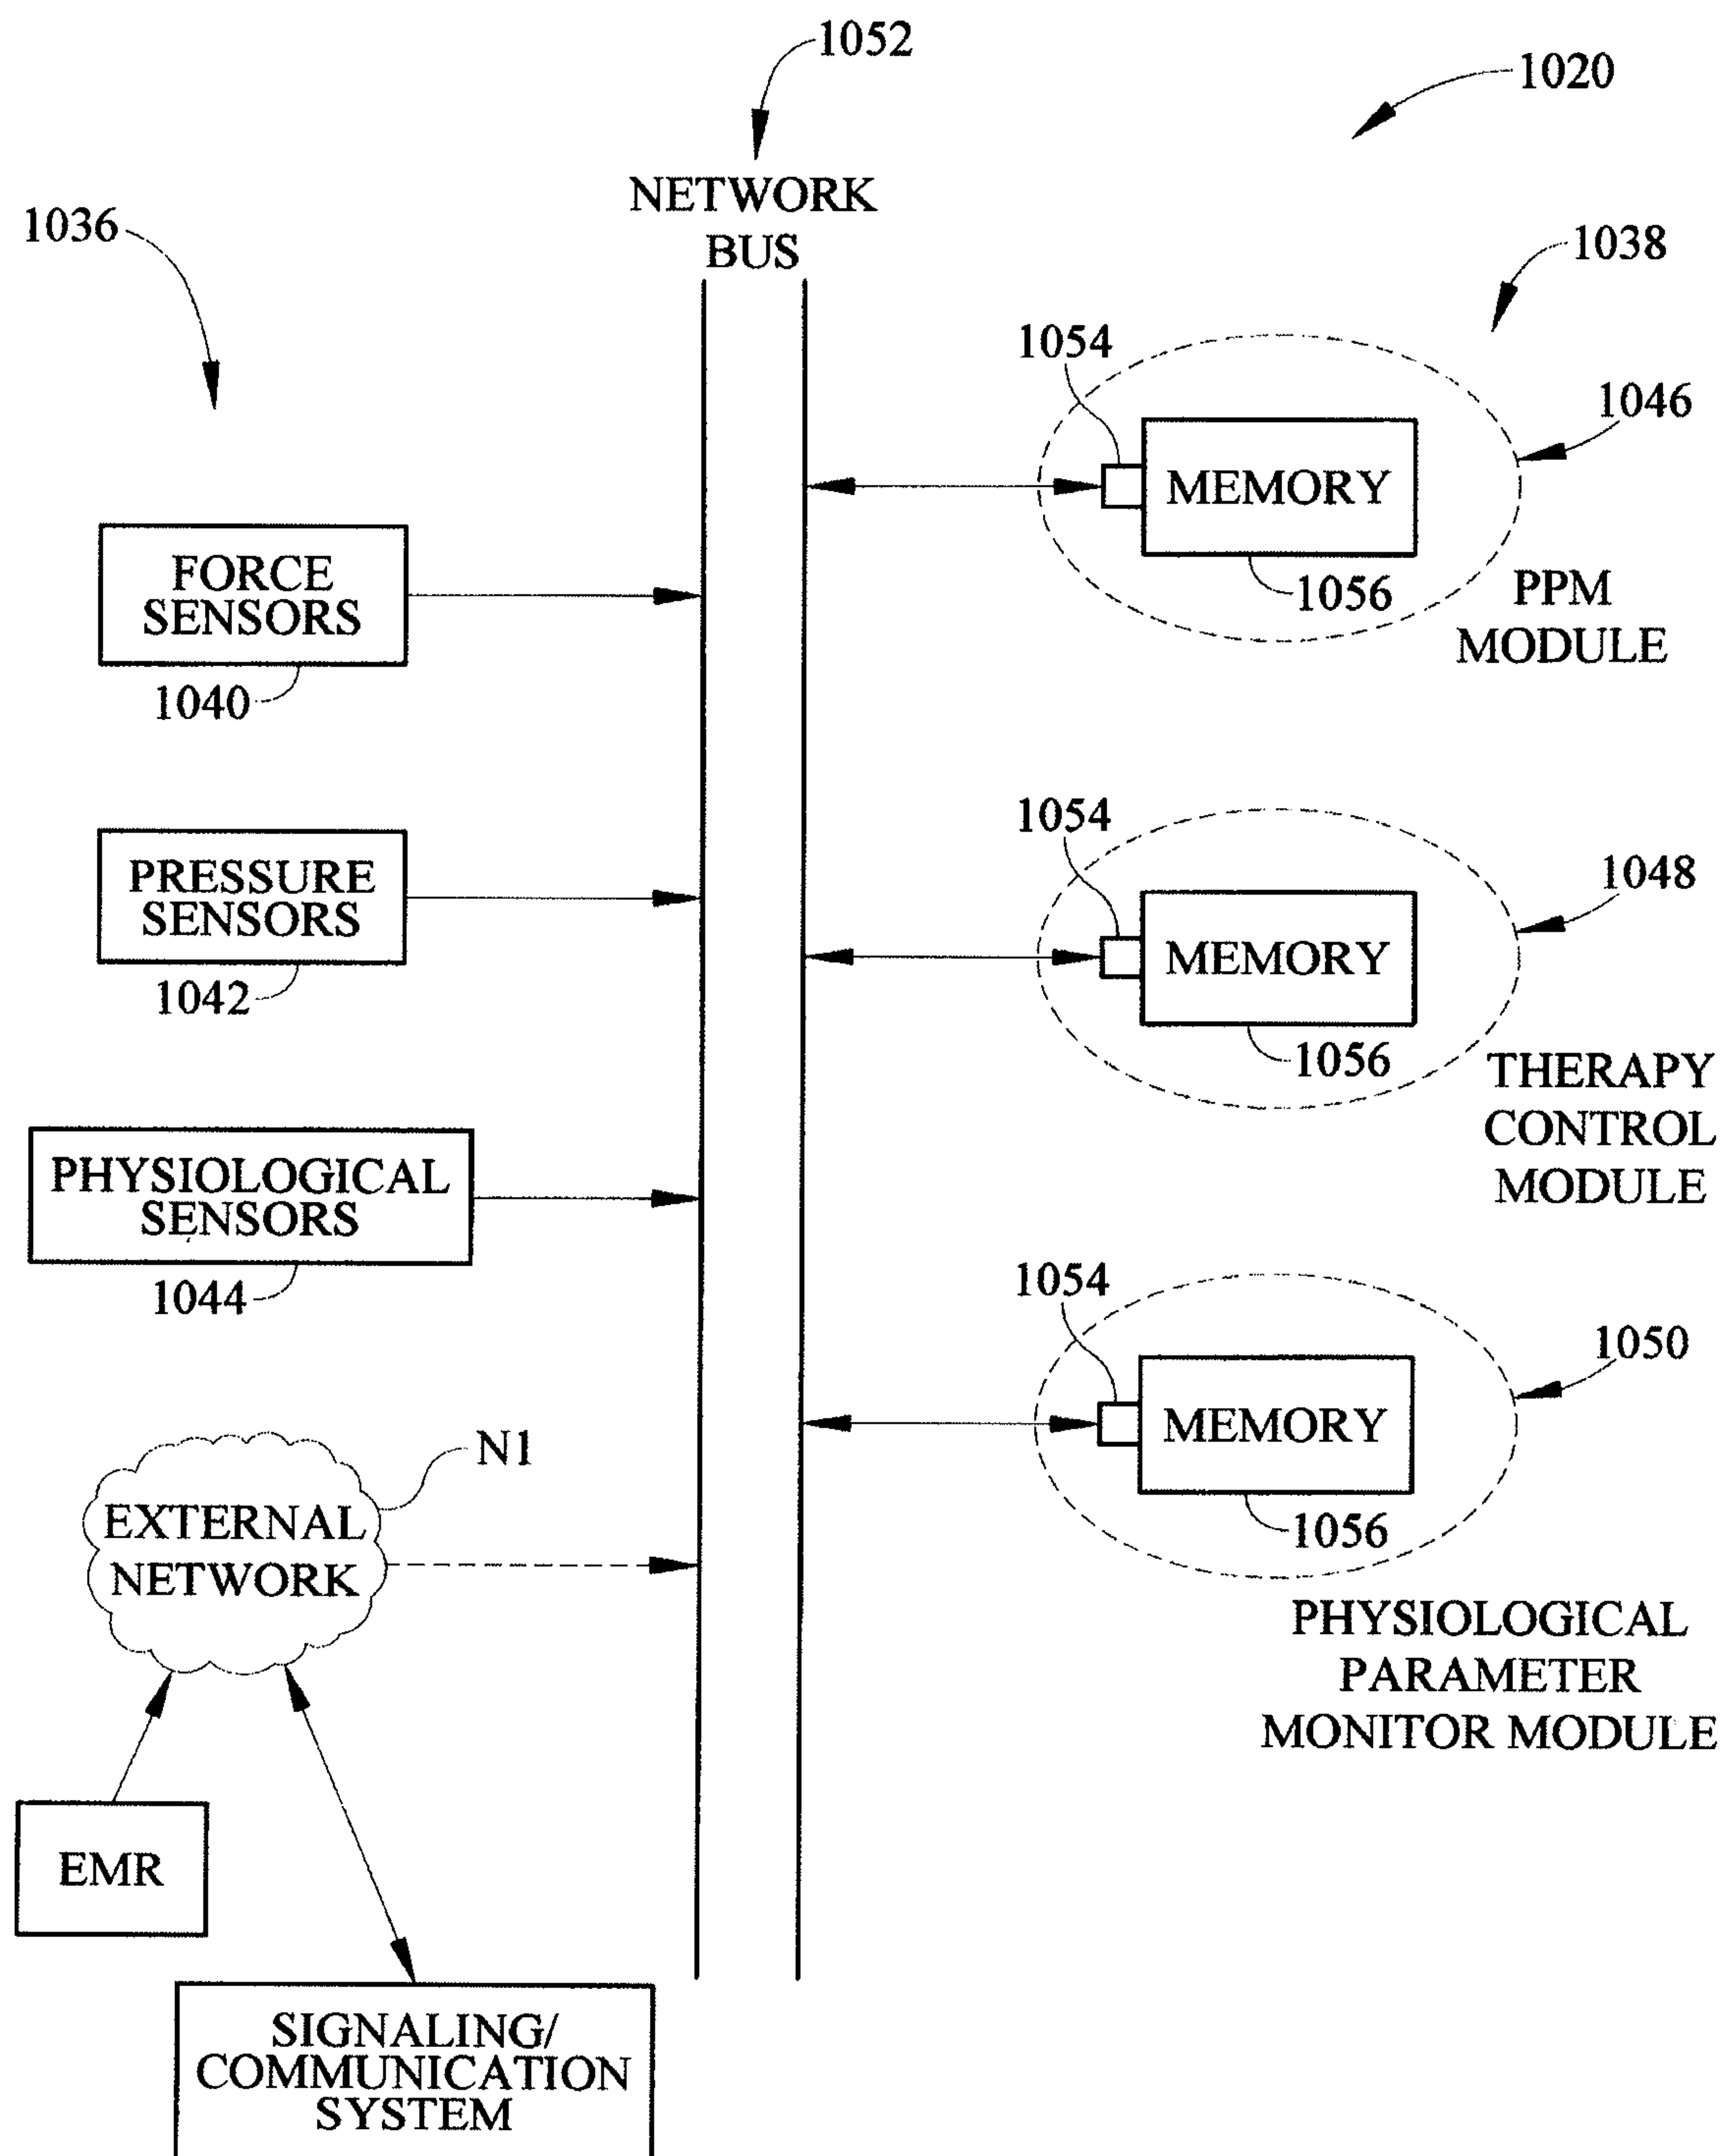 1052
1020
NETWORK
BUS
1036
1038
1054
1046
MEMORY
1056
PPM
MODULE
FORCE
SENSORS
1040
1054
1048
PRESSURE
SENSORS
MEMORY
1042
1056
THERAPY
CONTROL
MODULE
PHYSIOLOGICAL
SENSORS
1044
1054
1050
MEMORY
1056
N1
EXTERNAL
NETWORK
PHYSIOLOGICAL
PARAMETER
MONITOR MODULE
EMR
SIGNALING/
COMMUNICATION
SYSTEM